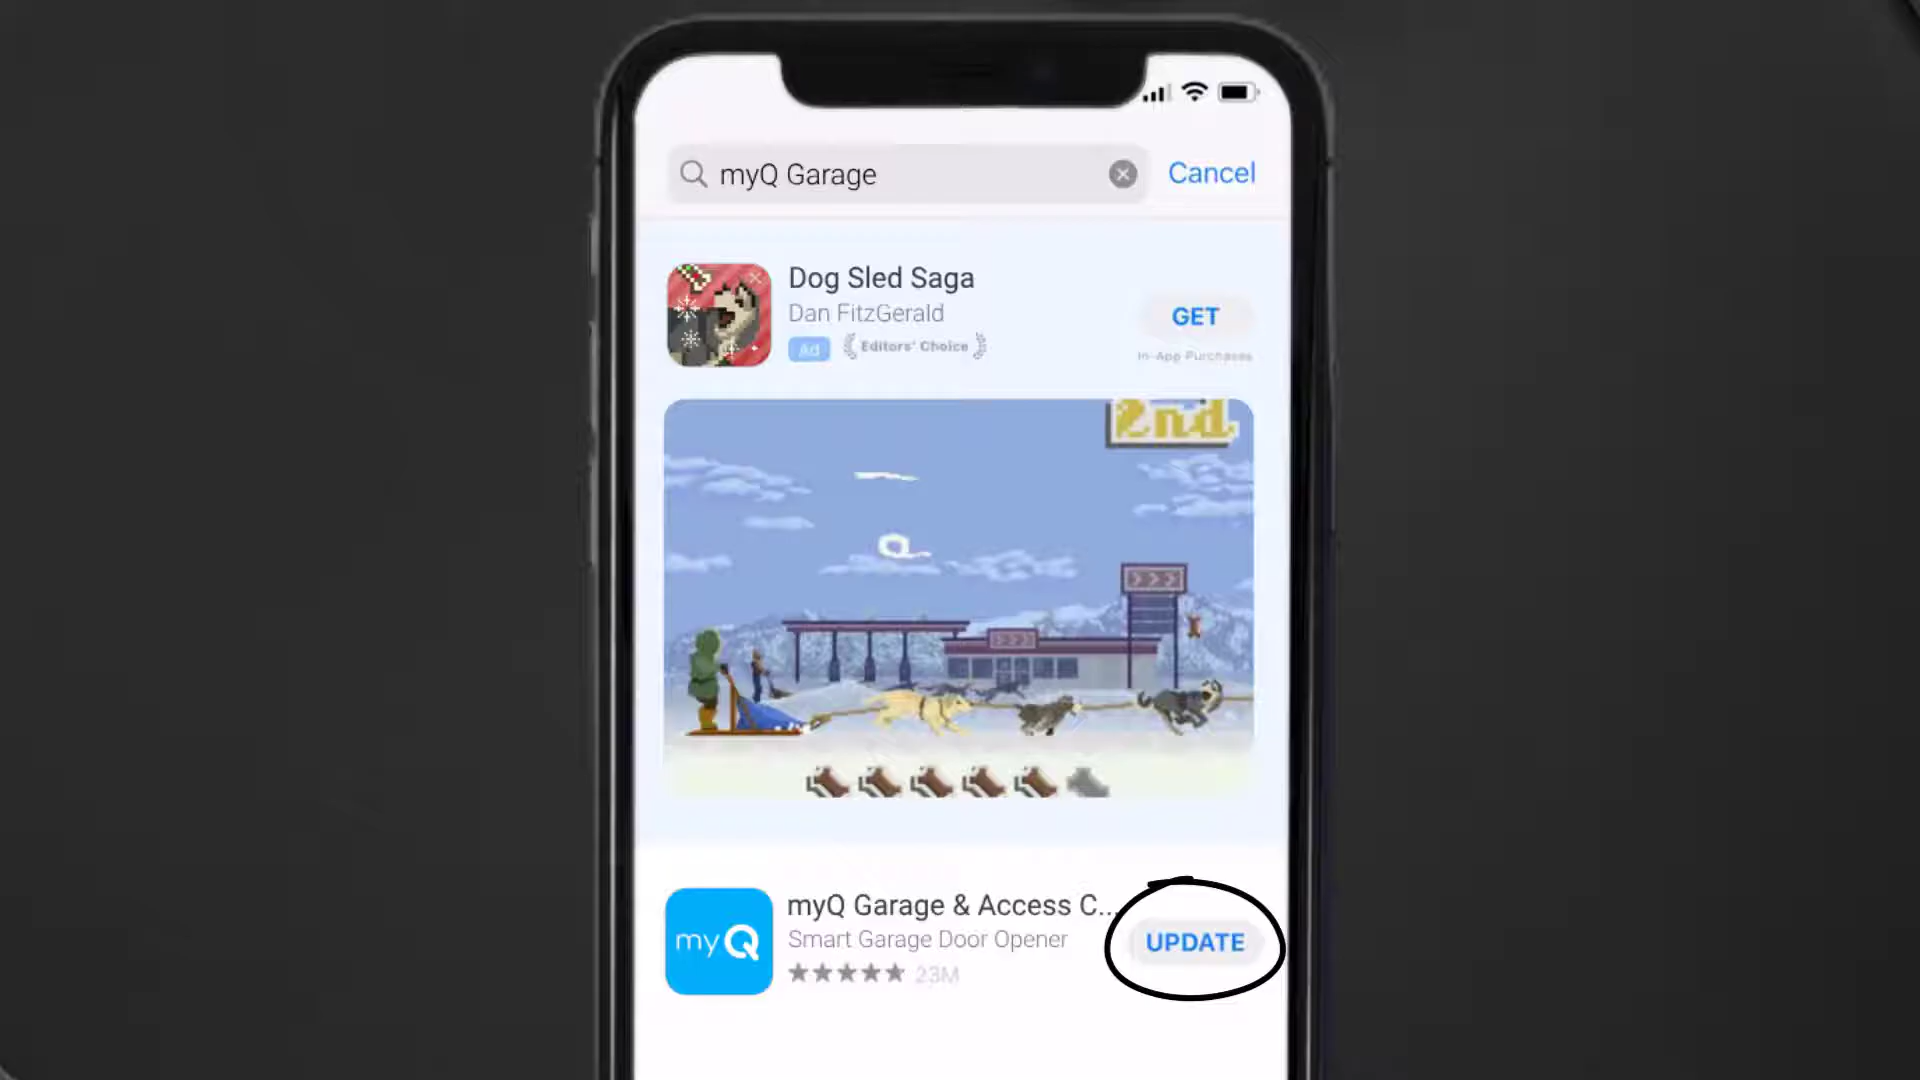 myQ Garage
Cancel
Dog Sled Saga
Dan FitzGerald
GET
Ad
Editors' Choice
In-App Purchases
2nd
myQ Garage & Access C...
Smart Garage Door Opener
UPDATE
23M
myQ